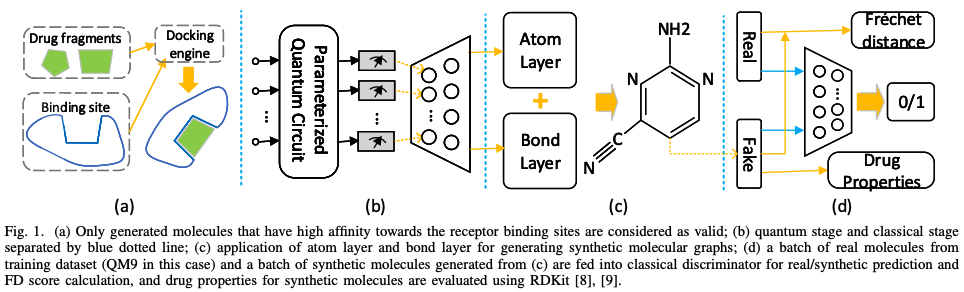 Drug fragments
Docking
engine
Binding site
(a)
Parameterized
Quantum Circuit
...
...
...
(b)
Atom
Layer
+
Bond
Layer
NH2
N
N
N
(c)
Real
Fake
...
Fréchet
distance
0/1
Drug
Properties
(d)
Fig. 1. (a) Only generated molecules that have high affinity towards the receptor binding sites are considered as valid; (b) quantum stage and classical stage
separated by blue dotted line; (c) application of atom layer and bond layer for generating synthetic molecular graphs; (d) a batch of real molecules from
training dataset (QM9 in this case) and a batch of synthetic molecules generated from (c) are fed into classical discriminator for real/synthetic prediction and
FD score calculation, and drug properties for synthetic molecules are evaluated using RDKit [8], [9].